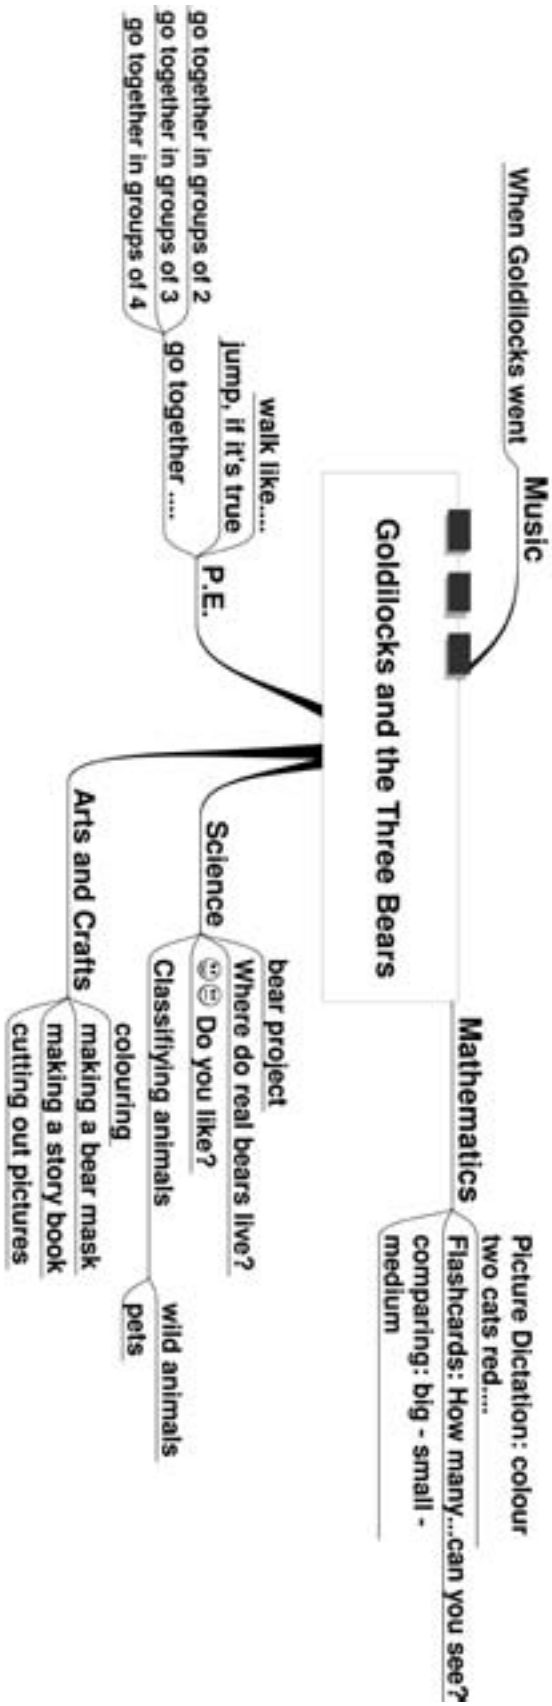 Goldilocks and the Three Bears
Music
When Goldilocks went
Mathematics
Picture Dictation: colour
two cats red....
Flashcards: How many...can you see?
comparing: big - small -
medium
P.E.
walk like....
jump, if it's true
go together ....
go together in groups of 2
go together in groups of 3
go together in groups of 4
Science
bear project
Where do real bears live?
☺☹ Do you like?
Classifiying animals
wild animals
pets
Arts and Crafts
colouring
making a bear mask
making a story book
cutting out pictures